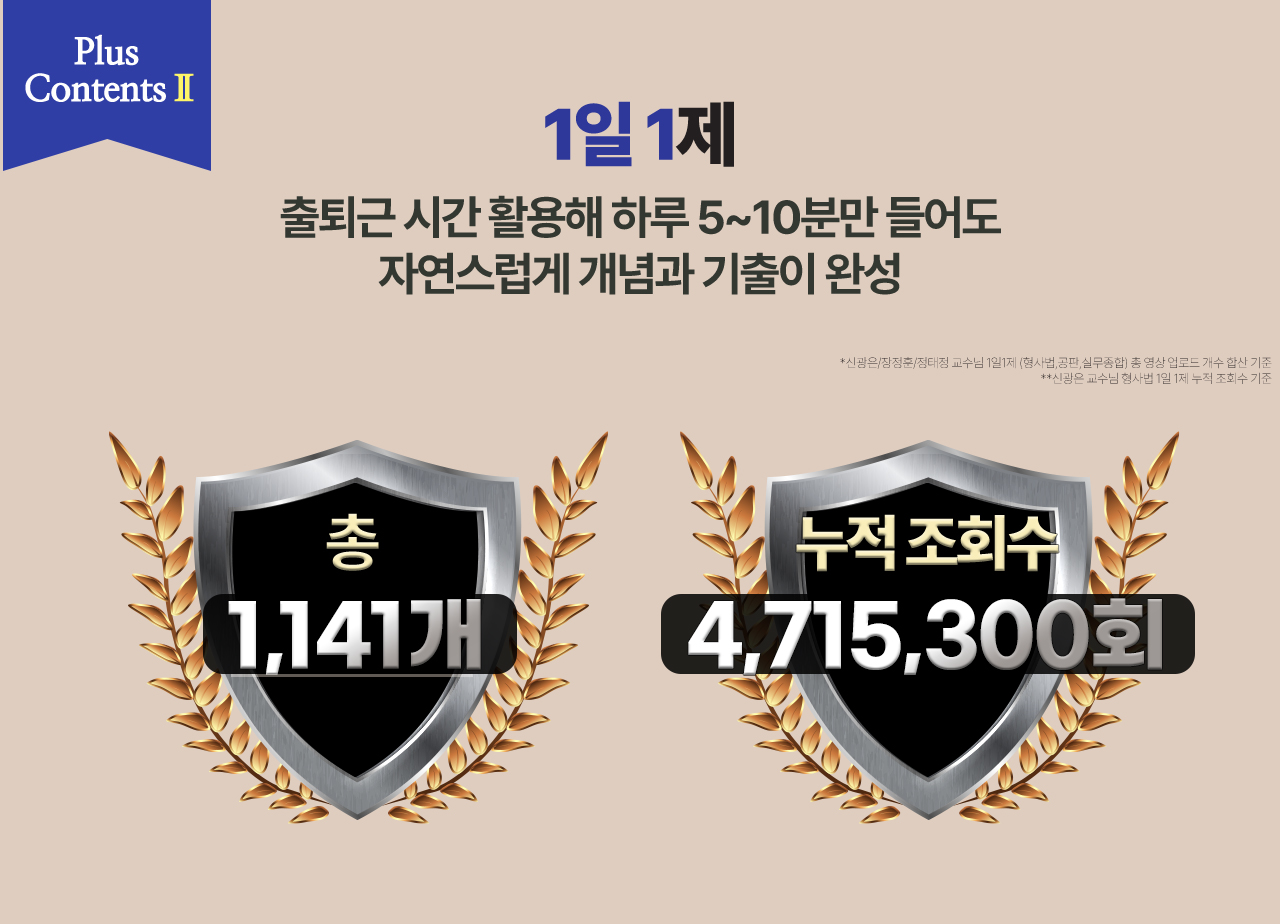 Plus
Contents Ⅱ
1일 1제
출퇴근 시간 활용해 하루 5~10분만 들어도
자연스럽게 개념과 기출이 완성
*신광은/장정훈/정태정 교수님 1일1제 (형사법,공판,실무종합) 총 영상 업로드 개수 합산 기준
**신광은 교수님 형사법 1일 1제 누적 조회수 기준
총
1,141개
누적 조회수
4,715,300회